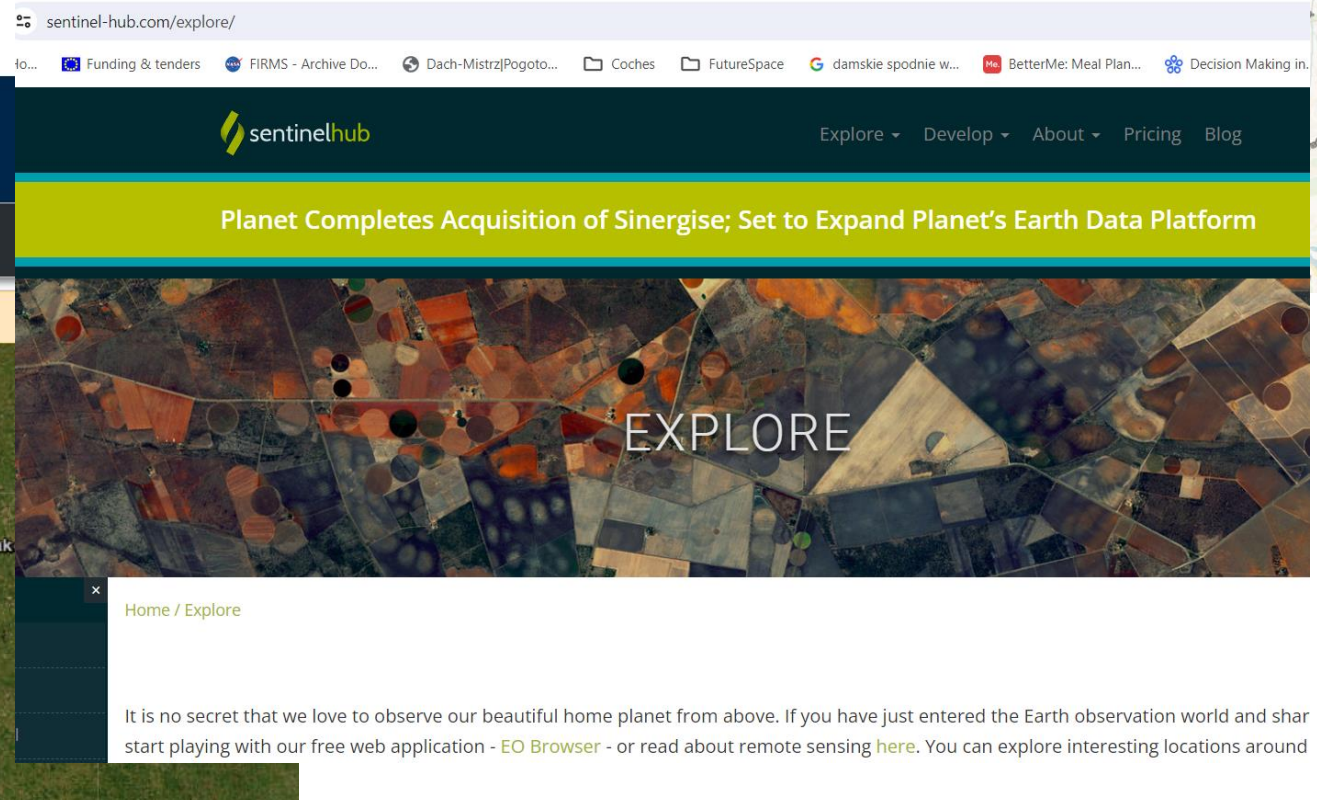 sentinel-hub.com/explore/
Funding & tenders FIRMS - Archive Do... Dach-Mistrz|Pogoto... Coches FutureSpace damskie spodnie w... Me. BetterMe: Meal Plan... Decision Making in.
sentinelhub Explore Develop About Pricing Blog
Planet Completes Acquisition of Sinergise; Set to Expand Planet's Earth Data Platform
EXPLORE
Home / Explore
It is no secret that we love to observe our beautiful home planet from above. If you have just entered the Earth observation world and shar
start playing with our free web application - EO Browser - or read about remote sensing here. You can explore interesting locations around